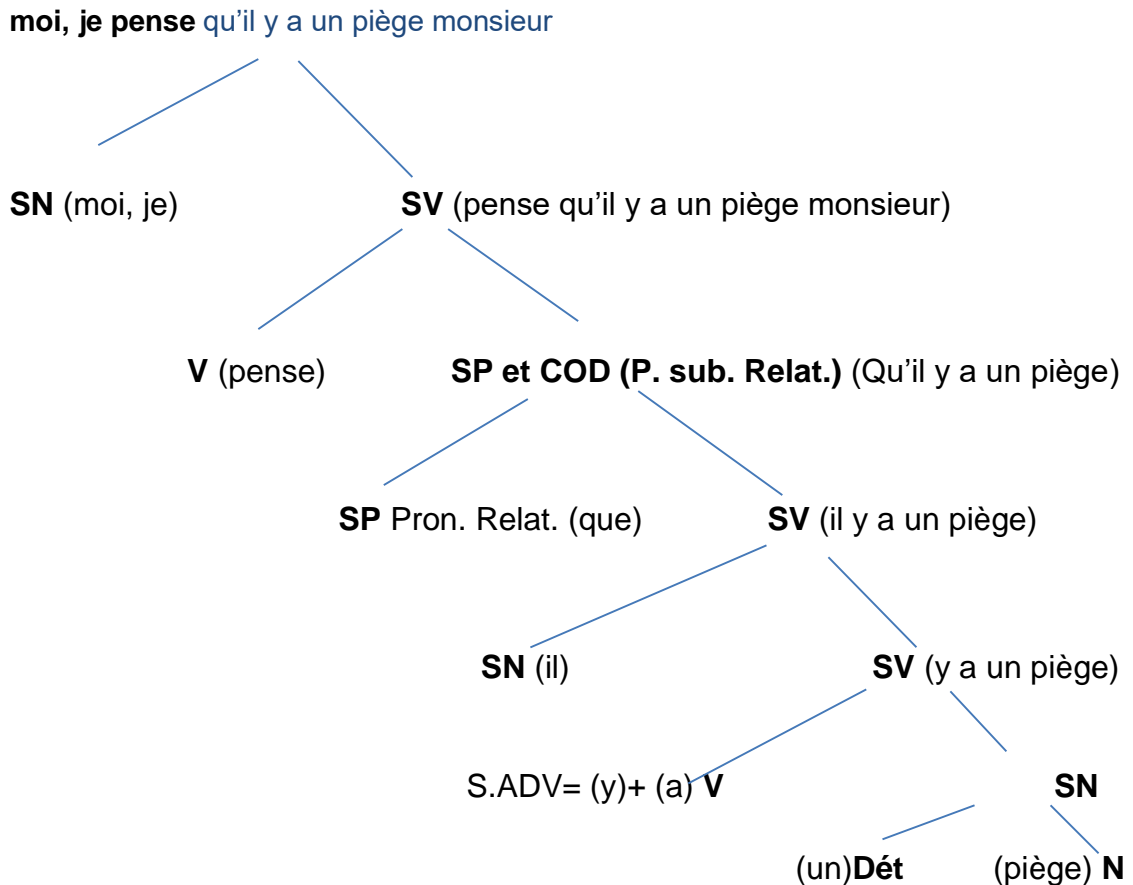 moi, je pense qu'il y a un piège monsieur
SN (moi, je) SV (pense qu'il y a un piège monsieur)
V (pense) SP et COD (P. sub. Relat.) (Qu'il y a un piège)
SP Pron. Relat. (que) SV (il y a un piège)
SN (il) SV (y a un piège)
S.ADV= (y)+ (a) V SN
(un)Dét (piège) N